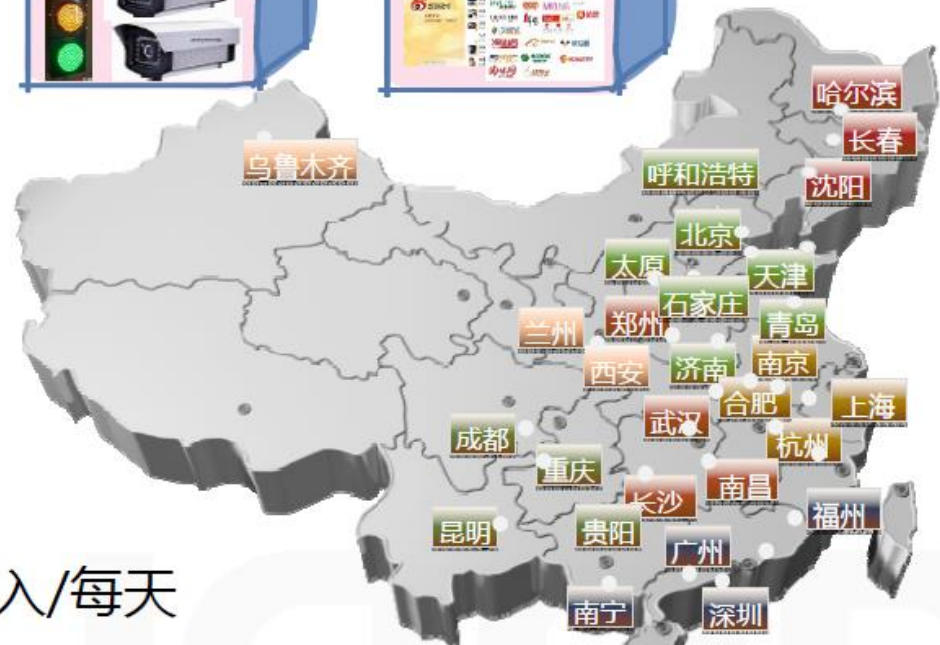 哈尔滨
长春
乌鲁木齐
呼和浩特
沈阳
北京
太原
天津
石家庄
兰州
郑州
青岛
西安
济南
南京
合肥
上海
武汉
成都
杭州
重庆
南昌
长沙
福州
昆明
贵阳
广州
入/每天
南宁
深圳